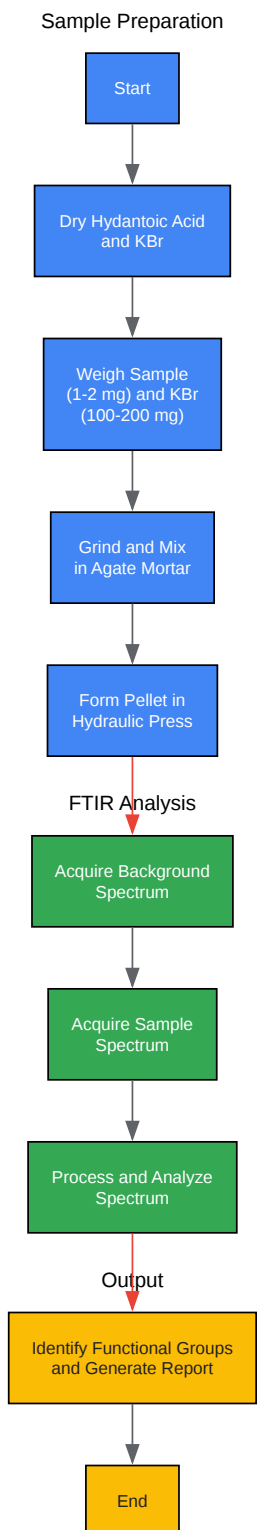 Sample Preparation
Start
Dry Hydantoic Acid
and KBr
Weigh Sample
(1-2 mg) and KBr
(100-200 mg)
Grind and Mix
in Agate Mortar
Form Pellet in
Hydraulic Press
FTIR Analysis
Acquire Background
Spectrum
Acquire Sample
Spectrum
Process and Analyze
Spectrum
Output
Identify Functional Groups
and Generate Report
End